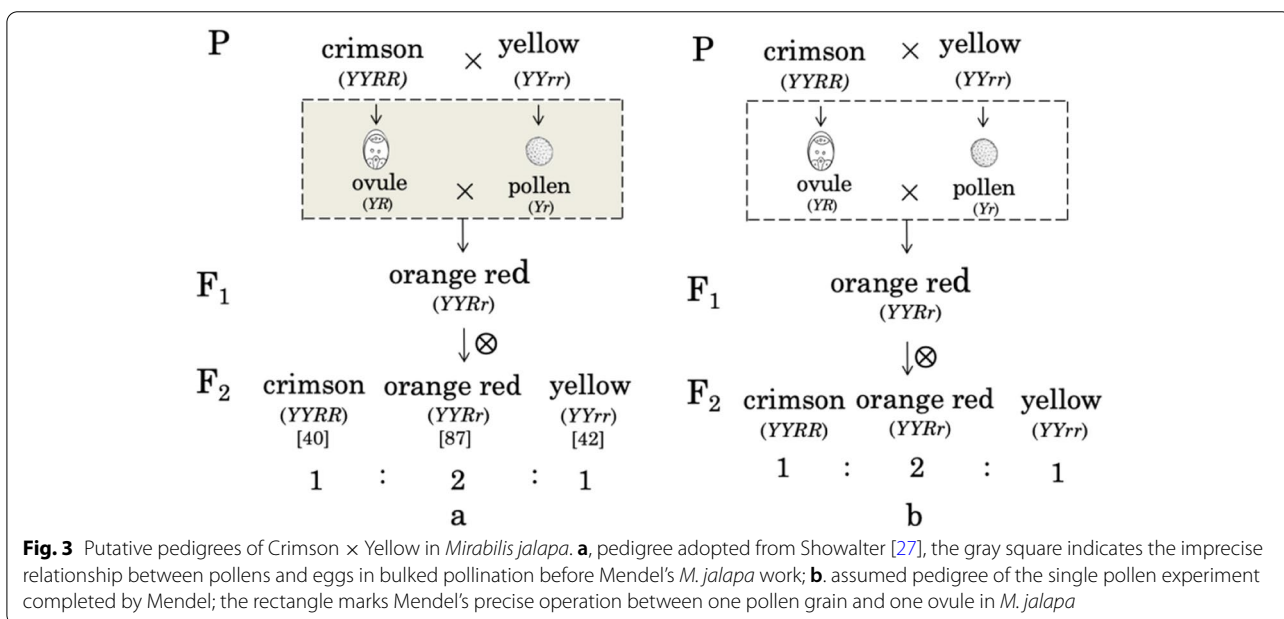 P
crimson × yellow
(YYRR) (YYrr)
ovule × pollen
(YR) (Yr)
F1
orange red
(YYRr)
⊗
F2
crimson orange red yellow
(YYRR) (YYRr) (YYrr)
[40] [87] [42]
1 : 2 : 1
a
P
crimson × yellow
(YYRR) (YYrr)
ovule × pollen
(YR) (Yr)
F1
orange red
(YYRr)
⊗
F2
crimson orange red yellow
(YYRR) (YYRr) (YYrr)
1 : 2 : 1
b
Fig. 3 Putative pedigrees of Crimson × Yellow in Mirabilis jalapa. a, pedigree adopted from Showalter [27], the gray square indicates the imprecise
relationship between pollens and eggs in bulked pollination before Mendel's M. jalapa work; b. assumed pedigree of the single pollen experiment
completed by Mendel; the rectangle marks Mendel's precise operation between one pollen grain and one ovule in M. jalapa